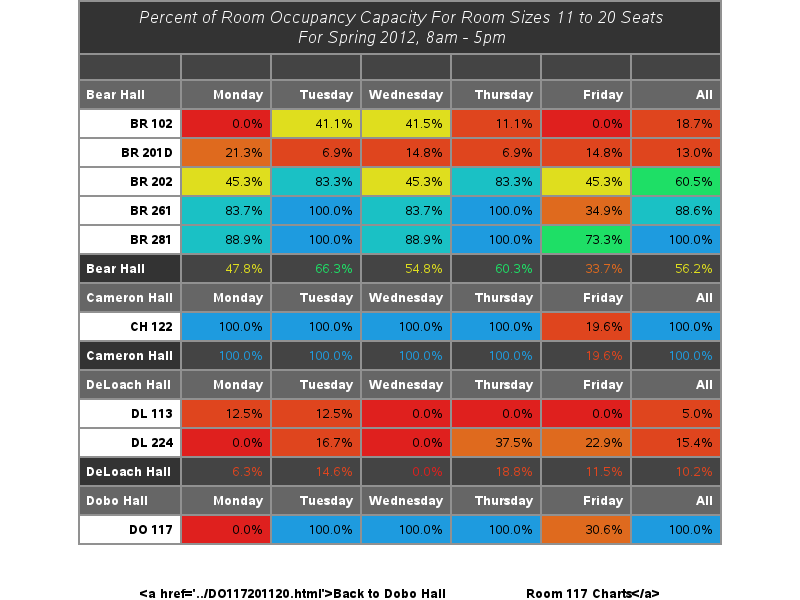 Percent of Room Occupancy Capacity For Room Sizes 11 to 20 Seats
For Spring 2012, 8am - 5pm
Bear Hall Monday Tuesday Wednesday Thursday Friday All
BR 102 0.0% 41.1% 41.5% 11.1% 0.0% 18.7%
BR 201D 21.3% 6.9% 14.8% 6.9% 14.8% 13.0%
BR 202 45.3% 83.3% 45.3% 83.3% 45.3% 60.5%
BR 261 83.7% 100.0% 83.7% 100.0% 34.9% 88.6%
BR 281 88.9% 100.0% 88.9% 100.0% 73.3% 100.0%
Bear Hall 47.8% 66.3% 54.8% 60.3% 33.7% 56.2%
Cameron Hall Monday Tuesday Wednesday Thursday Friday All
CH 122 100.0% 100.0% 100.0% 100.0% 19.6% 100.0%
Cameron Hall 100.0% 100.0% 100.0% 100.0% 19.6% 100.0%
DeLoach Hall Monday Tuesday Wednesday Thursday Friday All
DL 113 12.5% 12.5% 0.0% 0.0% 0.0% 5.0%
DL 224 0.0% 16.7% 0.0% 37.5% 22.9% 15.4%
DeLoach Hall 6.3% 14.6% 0.0% 18.8% 11.5% 10.2%
Dobo Hall Monday Tuesday Wednesday Thursday Friday All
DO 117 0.0% 100.0% 100.0% 100.0% 30.6% 100.0%
<a href='../DO117201120.html'>Back to Dobo Hall Room 117 Charts</a>